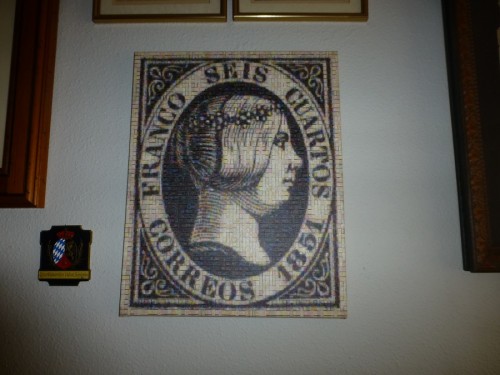 FRANCO SEIS CUARTOS
CORREOS 1851